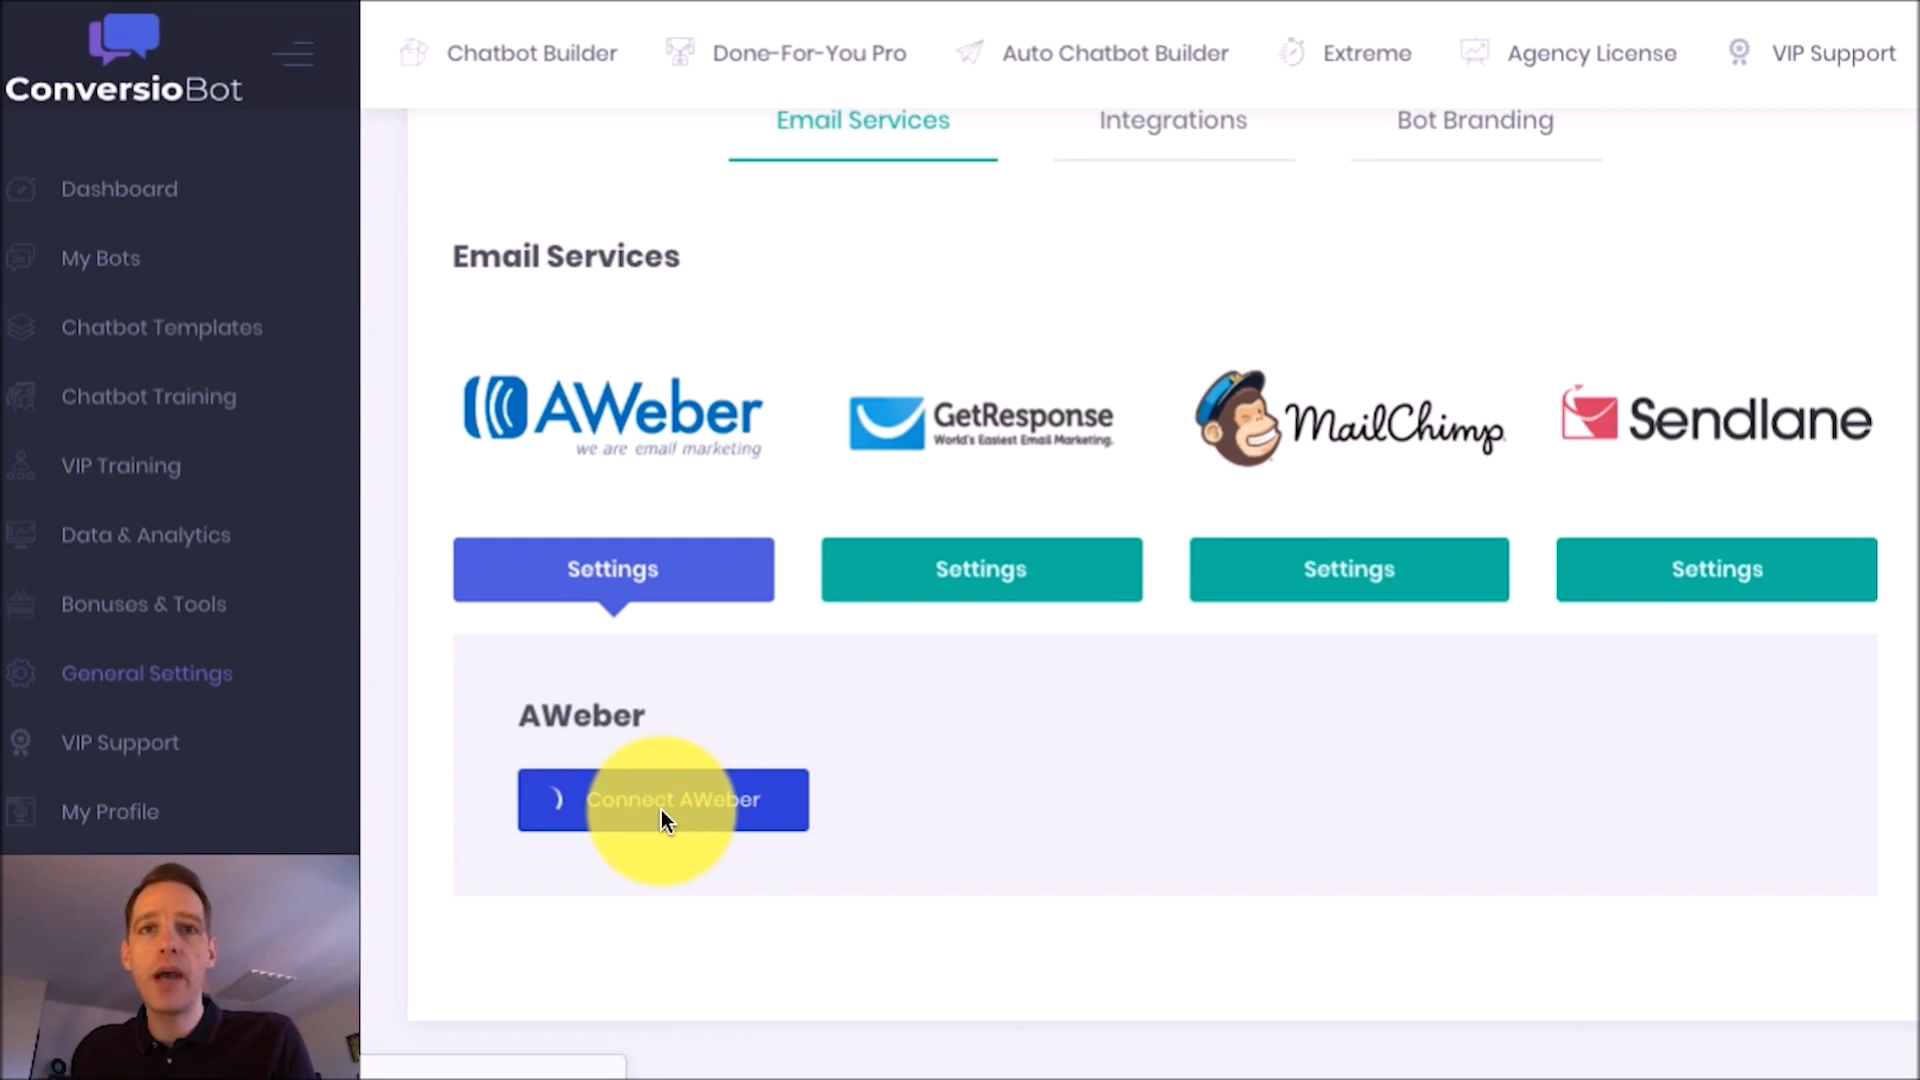 ConversioBot
Chatbot Builder
Done-For-You Pro
Auto Chatbot Builder
Extreme
Agency License
VIP Support
Dashboard
My Bots
Chatbot Templates
Chatbot Training
VIP Training
Data & Analytics
Bonuses & Tools
General Settings
VIP Support
My Profile
Email Services
Integrations
Bot Branding
Email Services
AWeber
we are email marketing
GetResponse
World's Easiest Email Marketing.
MailChimp
Sendlane
Settings
Settings
Settings
Settings
AWeber
Connect AWeber